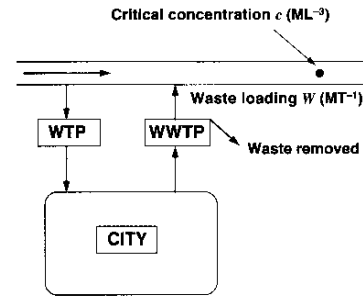 Critical concentration c (ML⁻³)
Waste loading W (MT⁻¹)
WTP
WWTP
Waste removed
CITY